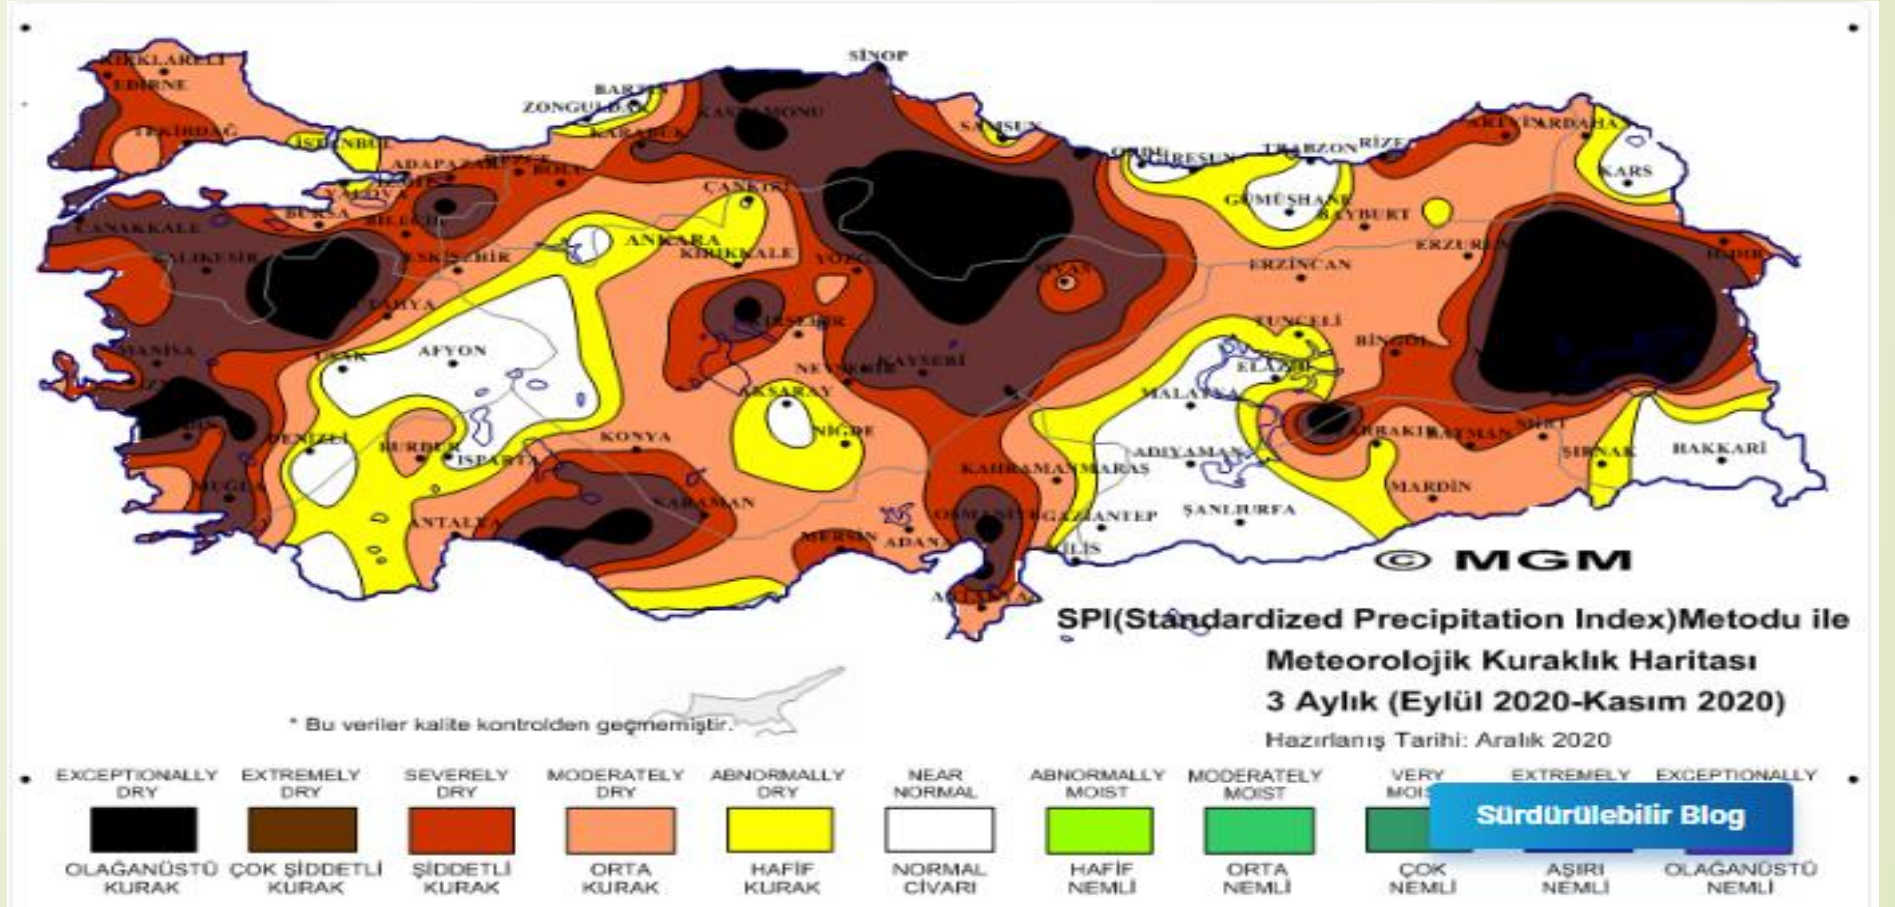 SİNOP
KIRKLARELİ
EDİRNE
BARTIN
ZONGULDAK
KASTAMONU
TEKİRDAĞ
İSTANBUL
KARABÜK
SAMSUN
ARTVİN
ARDAHAN
ADAPAZARI
BOLU
ORDU
GİRESUN
TRABZON
RİZE
KARS
YALOVA
ÇANKIRI
GÜMÜŞHANE
BAYBURT
ÇANAKKALE
BURSA
BİLECİK
ANKARA
KIRIKKALE
ERZURUM
BALIKESİR
ESKİŞEHİR
YOZGAT
SİVAS
ERZİNCAN
IĞDIR
KÜTAHYA
KIRŞEHİR
TUNCELİ
BİNGÖL
MANİSA
UŞAK
AFYON
NEVŞEHİR
KAYSERİ
ELAZIĞ
AKSARAY
MALATYA
DENİZLİ
BURDUR
ISPARTA
KONYA
NİĞDE
KAHRAMANMARAŞ
ADIYAMAN
BATMAN
SİİRT
ŞIRNAK
HAKKARİ
MUĞLA
KARAMAN
MARDİN
ANTALYA
MERSİN
ADANA
OSMANİYE
GAZİANTEP
ŞANLIURFA
KİLİS
ANTAKYA
© MGM
SPI(Standardized Precipitation Index)Metodu ile
Meteorolojik Kuraklık Haritası
3 Aylık (Eylül 2020-Kasım 2020)
Hazırlanış Tarihi: Aralık 2020
* Bu veriler kalite kontrolden geçmemiştir.
EXCEPTIONALLY DRY
EXTREMELY DRY
SEVERELY DRY
MODERATELY DRY
ABNORMALLY DRY
NEAR NORMAL
ABNORMALLY MOIST
MODERATELY MOIST
VERY MOIS
EXTREMELY
EXCEPTIONALLY
Sürdürülebilir Blog
OLAĞANÜSTÜ KURAK
ÇOK ŞİDDETLİ KURAK
ŞİDDETLİ KURAK
ORTA KURAK
HAFİF KURAK
NORMAL CİVARI
HAFİF NEMLİ
ORTA NEMLİ
ÇOK NEMLİ
AŞIRI NEMLİ
OLAĞANÜSTÜ NEMLİ